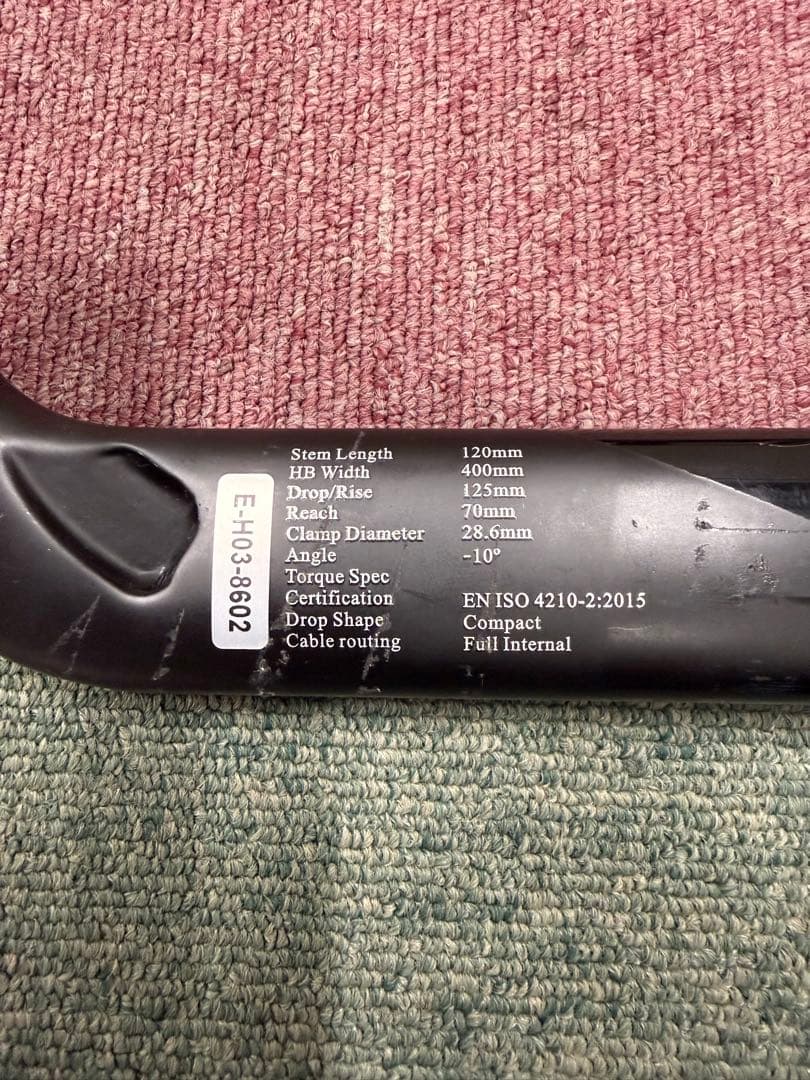 Stem Length 120mm
HB Width 400mm
Drop/Rise 125mm
Reach 70mm
Clamp Diameter 28.6mm
Angle -10°
Torque Spec
Certification EN ISO 4210-2:2015
Drop Shape Compact
Cable routing Full Internal
E-H03-8602